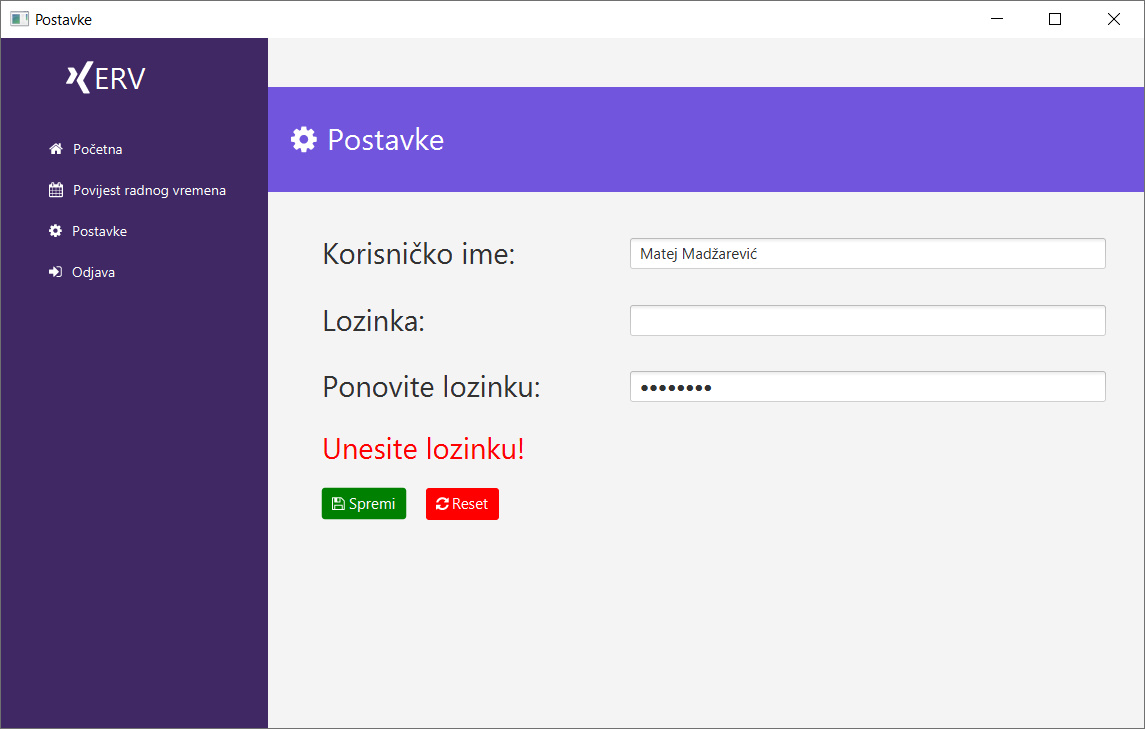 Postavke
ERV
Početna
Povijest radnog vremena
Postavke
Odjava
Postavke
Korisničko ime:
Matej Madžarević
Lozinka:
Ponovite lozinku:
••••••••
Unesite lozinku!
Spremi
Reset